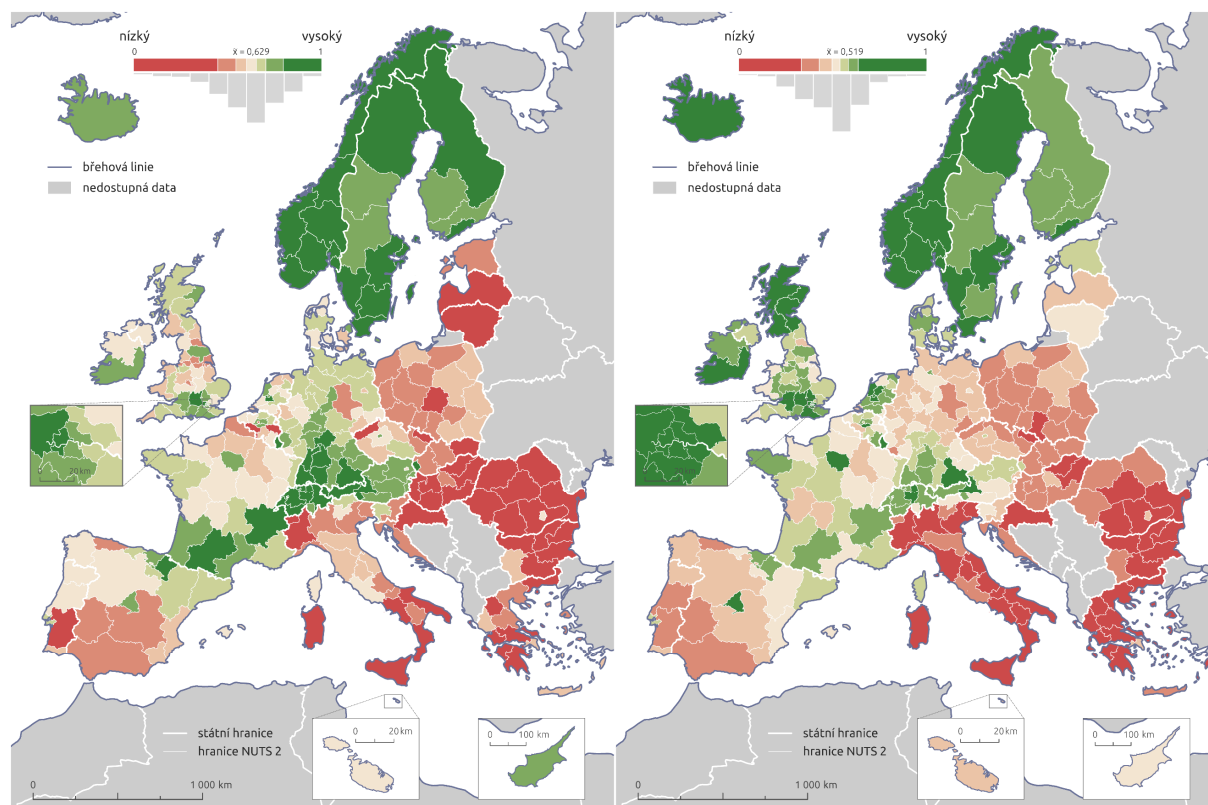 nízký vysoký
0 x̄ = 0,629 1
břehová linie
nedostupná data
0 20 km
státní hranice
hranice NUTS 2
0 1 000 km
0 20 km
0 100 km
nízký vysoký
0 x̄ = 0,519 1
břehová linie
nedostupná data
státní hranice
hranice NUTS 2
0 1 000 km
0 20 km
0 100 km